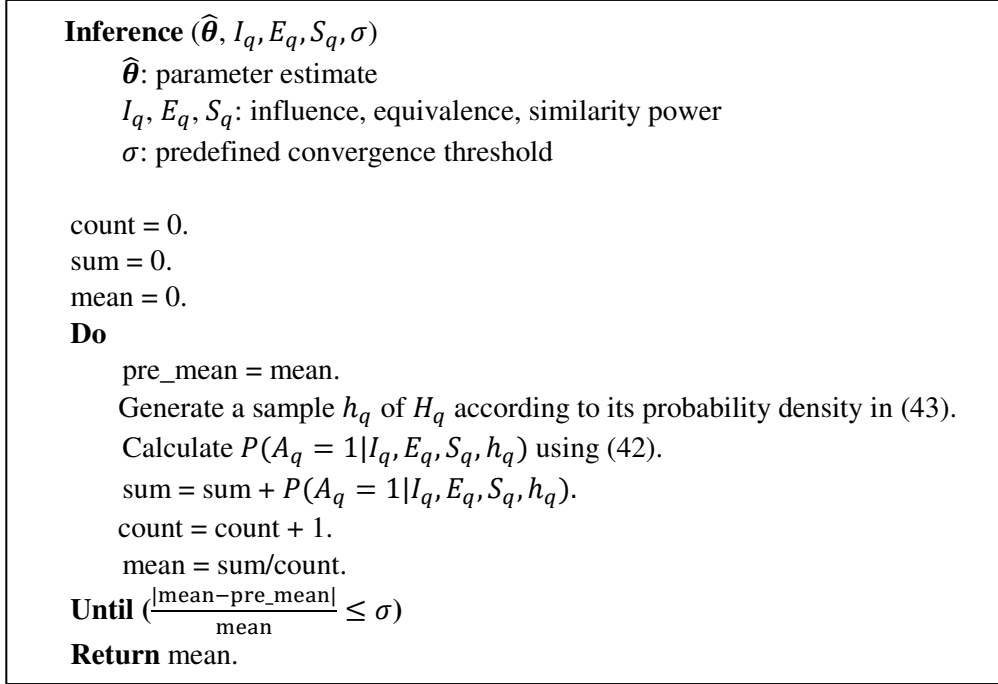 Inference (θ̂, I_q, E_q, S_q, σ)
θ̂: parameter estimate
I_q, E_q, S_q: influence, equivalence, similarity power
σ: predefined convergence threshold
count = 0.
sum = 0.
mean = 0.
Do
pre_mean = mean.
Generate a sample h_q of H_q according to its probability density in (43).
Calculate P(A_q = 1|I_q, E_q, S_q, h_q) using (42).
sum = sum + P(A_q = 1|I_q, E_q, S_q, h_q).
count = count + 1.
mean = sum/count.
Until (|mean−pre_mean|/mean ≤ σ)
Return mean.